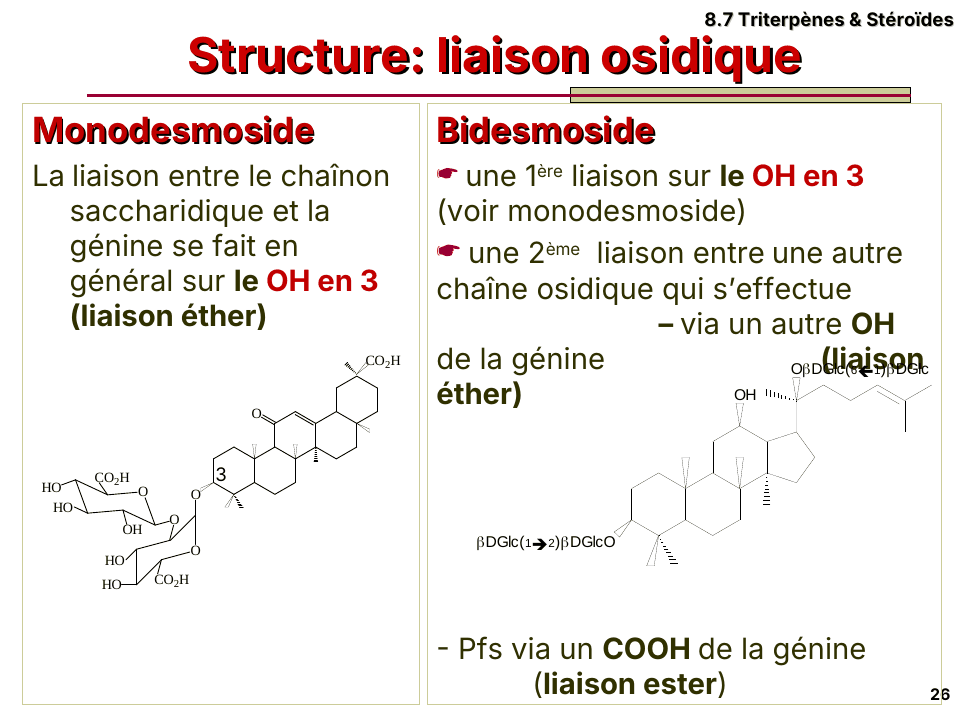 8.7 Triterpènes & Stéroïdes
Structure: liaison osidique
Monodesmoside
La liaison entre le chaînon
saccharidique et la
génine se fait en
général sur le OH en 3
(liaison éther)
CO2H
O
3
CO2H
HO
O
O
HO
O
OH
HO
O
HO
CO2H
Bidesmoside
☛ une 1ère liaison sur le OH en 3
(voir monodesmoside)
☛ une 2ème liaison entre une autre
chaîne osidique qui s’effectue
– via un autre OH
de la génine (liaison
éther)
OβDGlc(6🡸1)βDGlc
OH
βDGlc(1🡺2)βDGlcO
- Pfs via un COOH de la génine
(liaison ester)
26